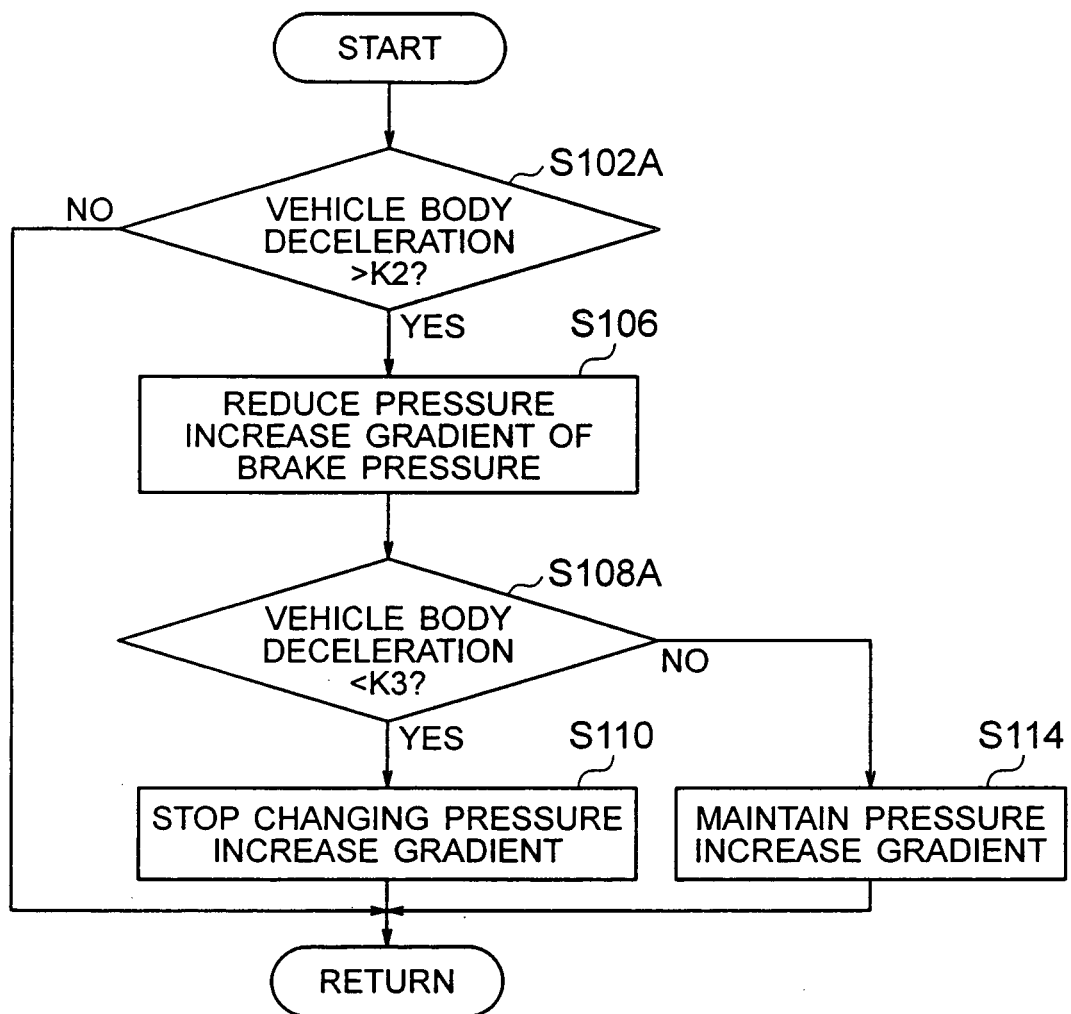 START
S102A
NO
VEHICLE BODY
DECELERATION
>K2?
YES
S106
REDUCE PRESSURE
INCREASE GRADIENT OF
BRAKE PRESSURE
S108A
VEHICLE BODY
DECELERATION
<K3?
NO
YES
S110
S114
STOP CHANGING PRESSURE
INCREASE GRADIENT
MAINTAIN PRESSURE
INCREASE GRADIENT
RETURN